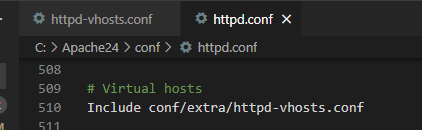 httpd-vhosts.conf httpd.conf
C: > Apache24 > conf > httpd.conf
508
509 # Virtual hosts
510 Include conf/extra/httpd-vhosts.conf
511